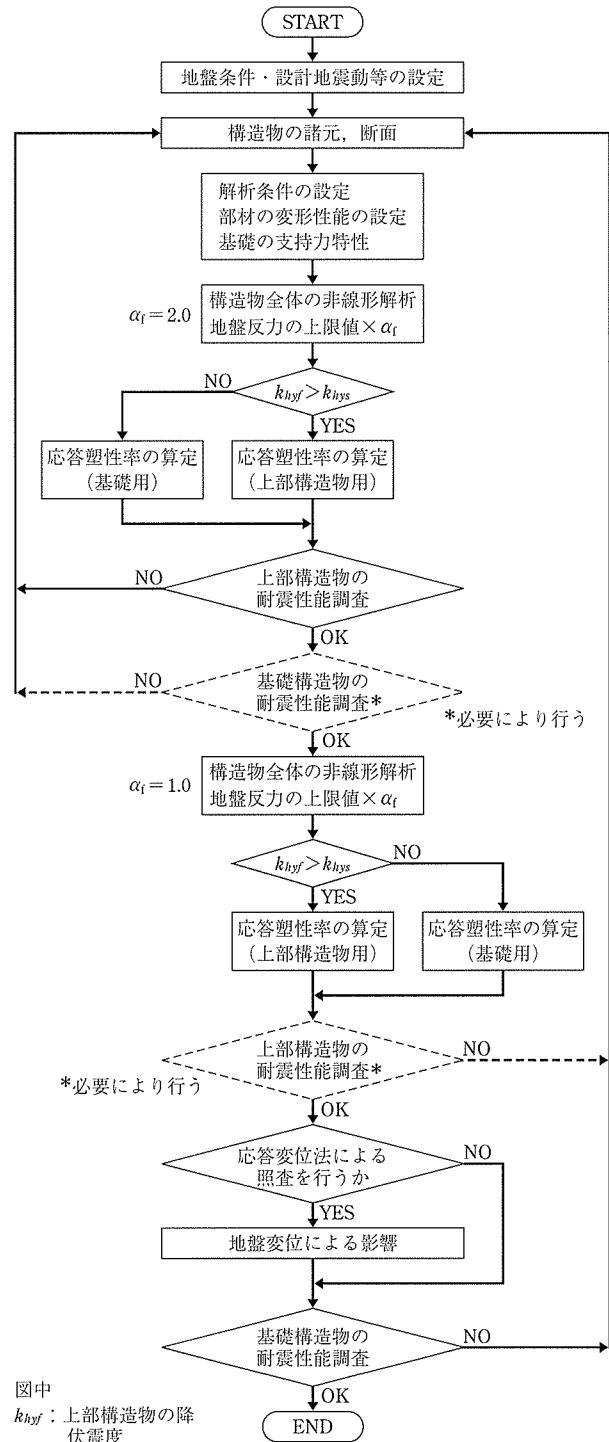 START
地盤条件・設計地震動等の設定
構造物の諸元，断面
解析条件の設定
部材の変形性能の設定
基礎の支持力特性
αf＝2.0
構造物全体の非線形解析
地盤反力の上限値×αf
NO
khyf＞khys
YES
応答塑性率の算定
（基礎用）
応答塑性率の算定
（上部構造物用）
NO
上部構造物の
耐震性能調査
OK
NO
基礎構造物の
耐震性能調査*
*必要により行う
OK
αf＝1.0
構造物全体の非線形解析
地盤反力の上限値×αf
khyf＞khys
NO
YES
応答塑性率の算定
（上部構造物用）
応答塑性率の算定
（基礎用）
上部構造物の
耐震性能調査*
NO
*必要により行う
OK
応答変位法による
照査を行うか
NO
YES
地盤変位による影響
基礎構造物の
耐震性能調査
NO
OK
図中
khyf：上部構造物の降
伏震度
END